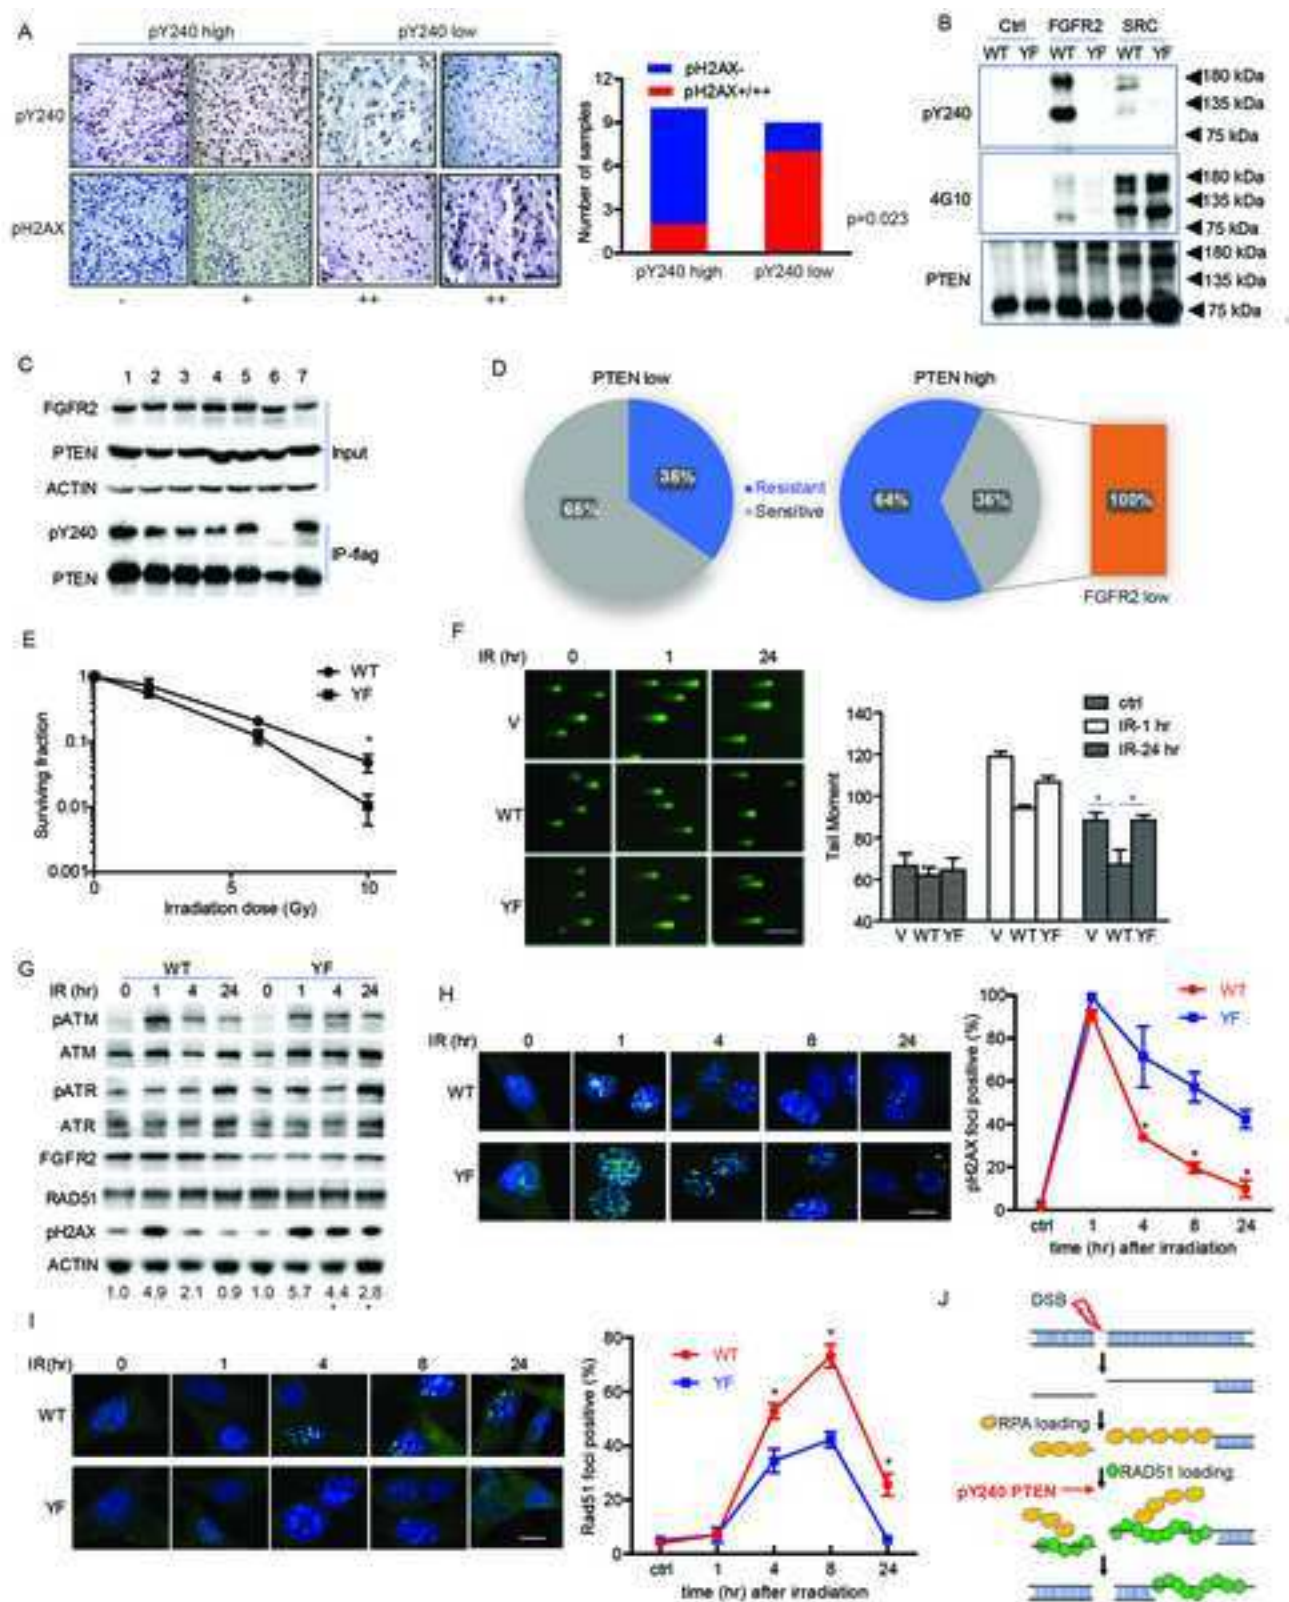 A
pY240 high
pY240 low
pY240
pH2AX
-
+
++
++
Number of samples
12
9
6
3
0
pH2AX-
pH2AX+/++
p=0.023
pY240 high
pY240 low
B
Ctrl FGFR2 SRC
WT YF WT YF WT YF
pY240
180 kDa
135 kDa
75 kDa
4G10
180 kDa
135 kDa
75 kDa
PTEN
180 kDa
135 kDa
75 kDa
C
1 2 3 4 5 6 7
FGFR2
PTEN
ACTIN
Input
pY240
PTEN
IP-flag
D
PTEN low
PTEN high
36%
Resistant
Sensitive
64%
36%
100%
FGFR2 low
E
WT
YF
Surviving fraction
1
0.1
0.01
0.001
0 5 10
*
Irradiation dose (Gy)
F
IR (hr) 0 1 24
V
WT
YF
Tail Moment
140
120
100
80
60
40
ctrl
IR-1 hr
IR-24 hr
* *
V WT YF V WT YF V WT YF
G
WT YF
IR (hr) 0 1 4 24 0 1 4 24
pATM
ATM
pATR
ATR
FGFR2
RAD51
pH2AX
ACTIN
1.0 4.9 2.1 0.9 1.0 5.7 4.4 2.8
* *
H
IR (hr) 0 1 4 8 24
WT
YF
WT
YF
pH2AX foci positive (%)
100
80
60
40
20
0
* * *
ctrl 1 4 8 24
time (hr) after irradiation
I
IR(hr) 0 1 4 8 24
WT
YF
WT
YF
Rad51 foci positive (%)
80
60
40
20
0
* * *
ctrl 1 4 8 24
time (hr) after irradiation
J
DSB
RPA loading
RAD51 loading
pY240 PTEN